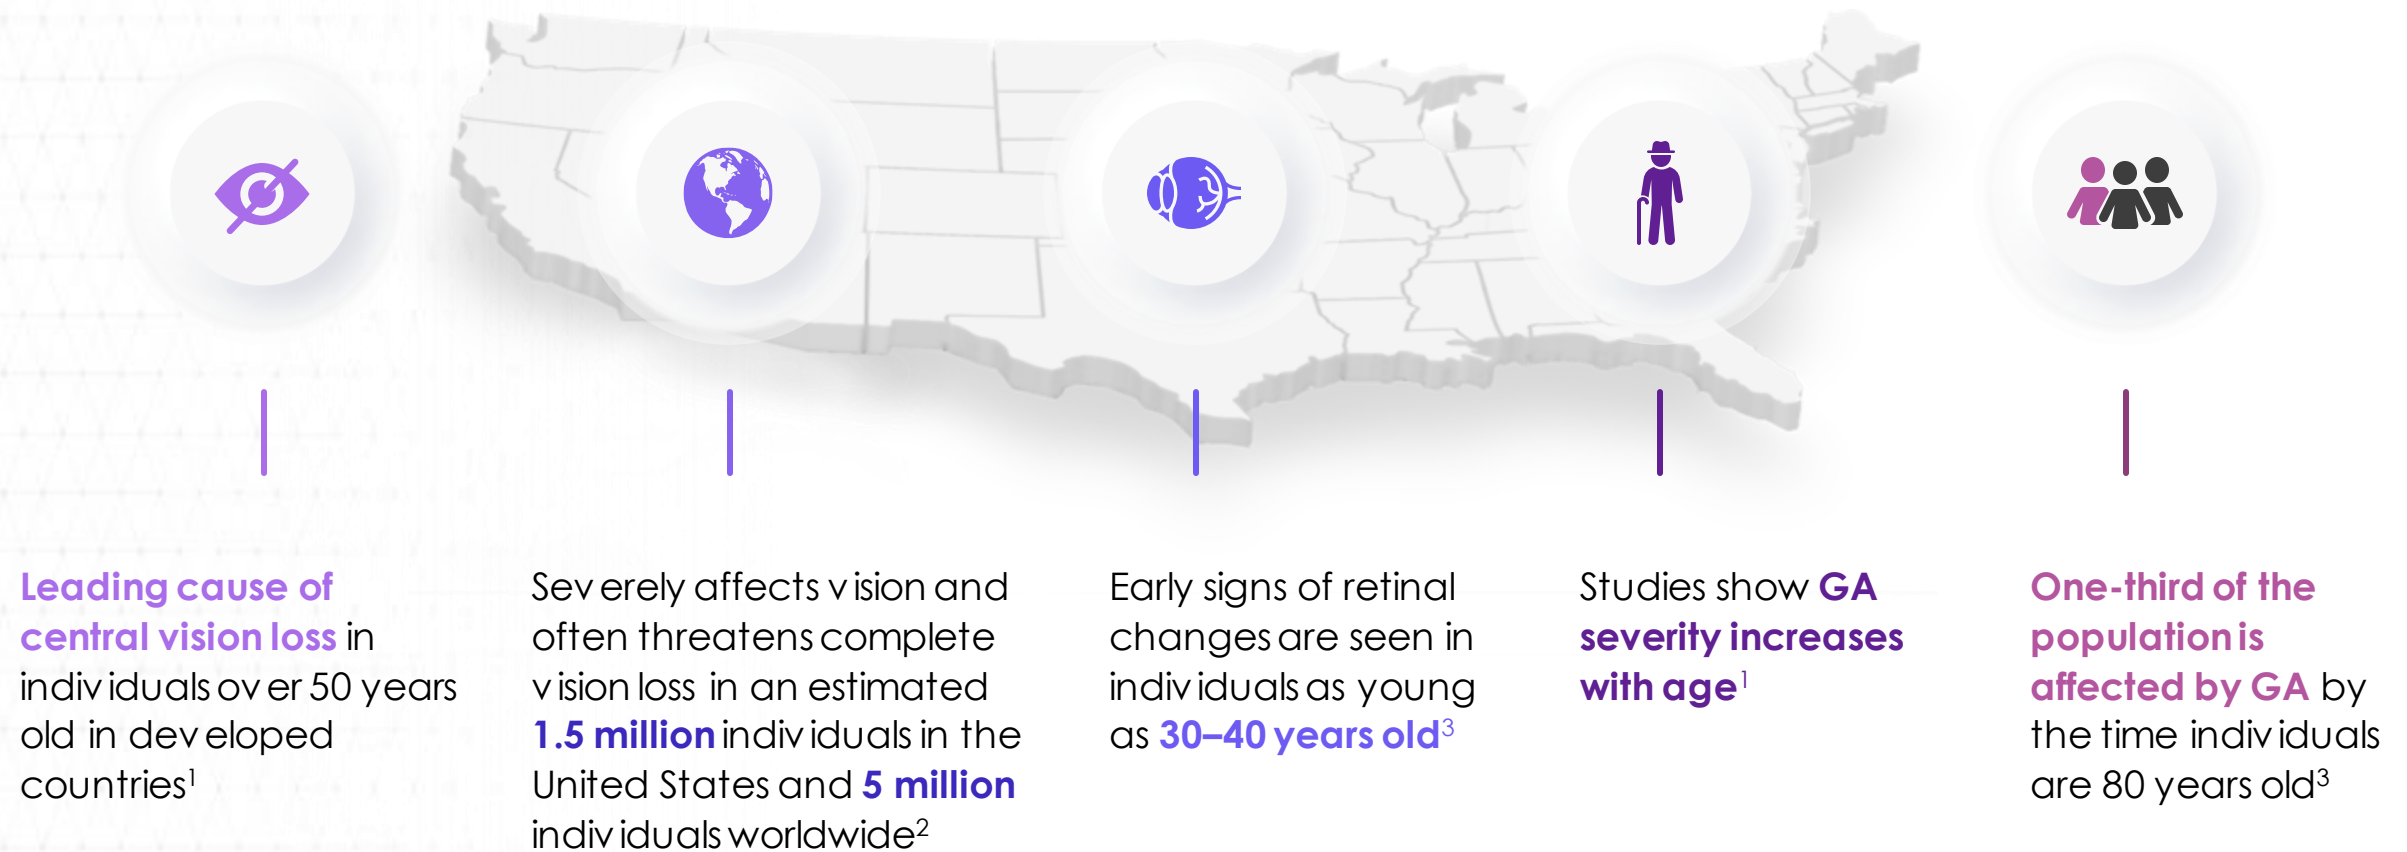 Leading cause of
central vision loss in
individuals over 50 years
old in developed
countries¹
Severely affects vision and
often threatens complete
vision loss in an estimated
1.5 million individuals in the
United States and 5 million
individuals worldwide²
Early signs of retinal
changes are seen in
individuals as young
as 30–40 years old³
Studies show GA
severity increases
with age¹
One-third of the
population is
affected by GA by
the time individuals
are 80 years old³